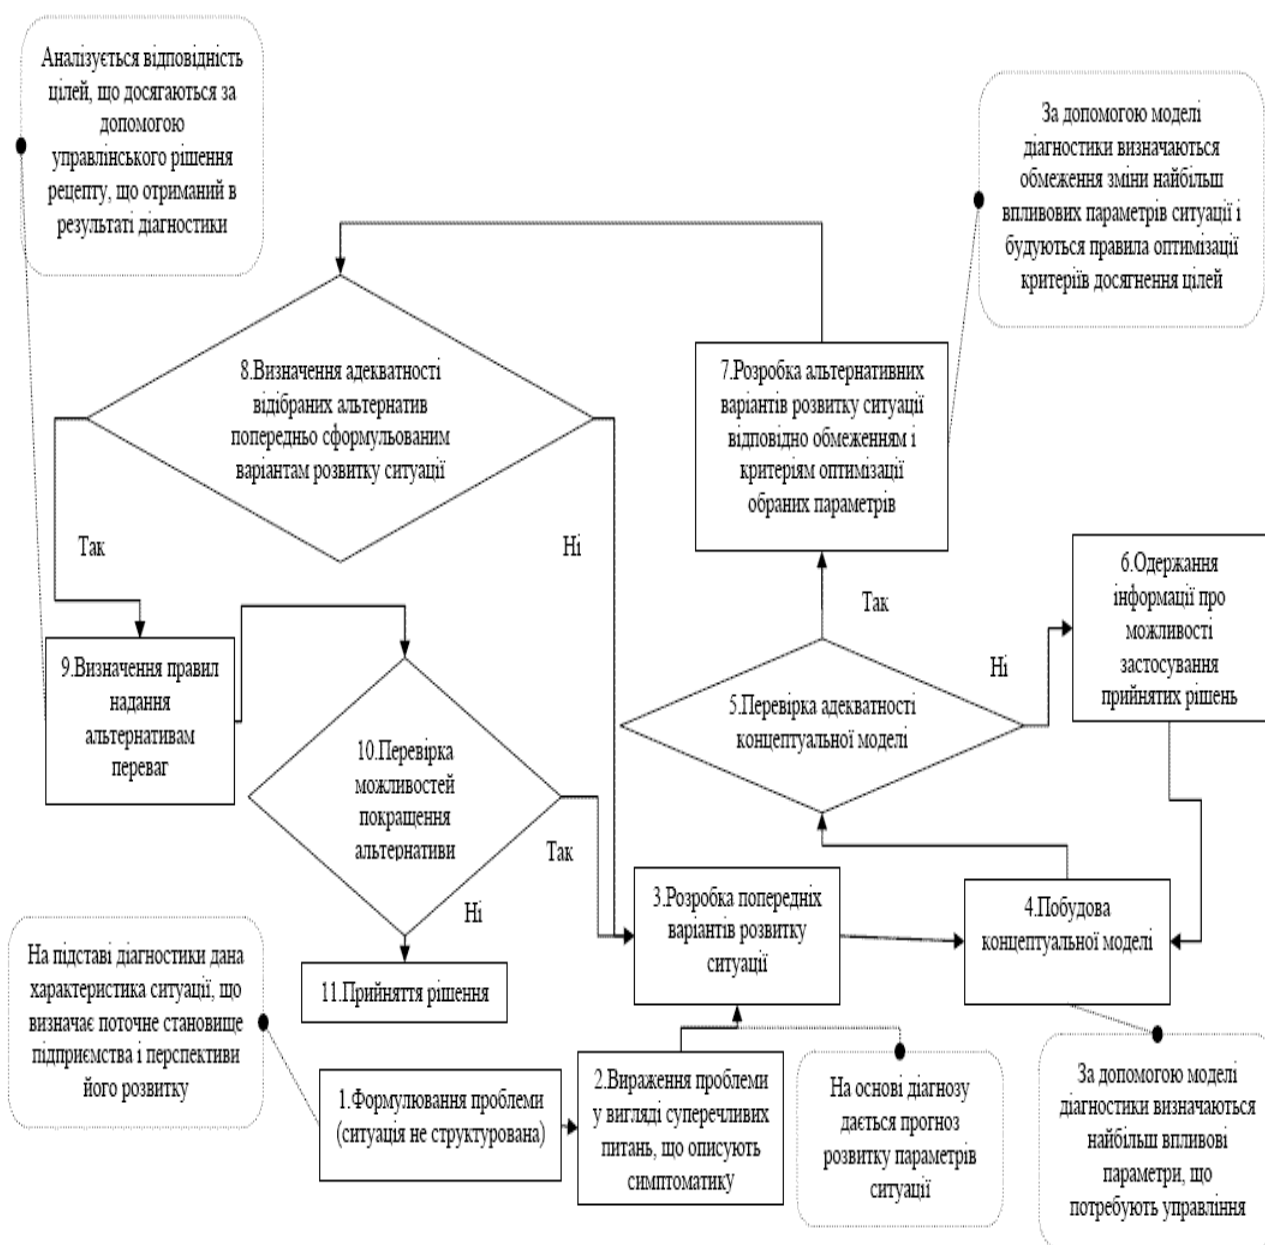 Аналізується відповідність
цілей, що досягаються за
допомогою
управлінського рішення
рецепту, що отриманий в
результаті діагностики
За допомогою моделі
діагностики визначаються
обмеження зміни найбільш
впливових параметрів ситуації і
будуються правила оптимізації
критеріїв досягнення цілей
8.Визначення адекватності
відібраних альтернатив
попередньо сформульованим
варіантам розвитку ситуації
7.Розробка альтернативних
варіантів розвитку ситуації
відповідно обмеженням і
критеріям оптимізації
обраних параметрів
Так
Ні
6.Одержання
інформації про
можливості
застосування
прийнятих рішень
Так
Ні
9.Визначення правил
надання
альтернативам
переваг
5.Перевірка адекватності
концептуальної моделі
10.Перевірка
можливостей
покращення
альтернативи
Так
Ні
3.Розробка попередніх
варіантів розвитку
ситуації
4.Побудова
концептуальної моделі
На підставі діагностики дана
характеристика ситуації, що
визначає поточне становище
підприємства і перспективи
його розвитку
11.Прийняття рішення
1.Формулювання проблеми
(ситуація не структурована)
2.Вираження проблеми
у вигляді суперечливих
питань, що описують
симптоматику
На основі діагнозу
дається прогноз
розвитку параметрів
ситуації
За допомогою моделі
діагностики визначаються
найбільш впливові
параметри, що
потребують управління